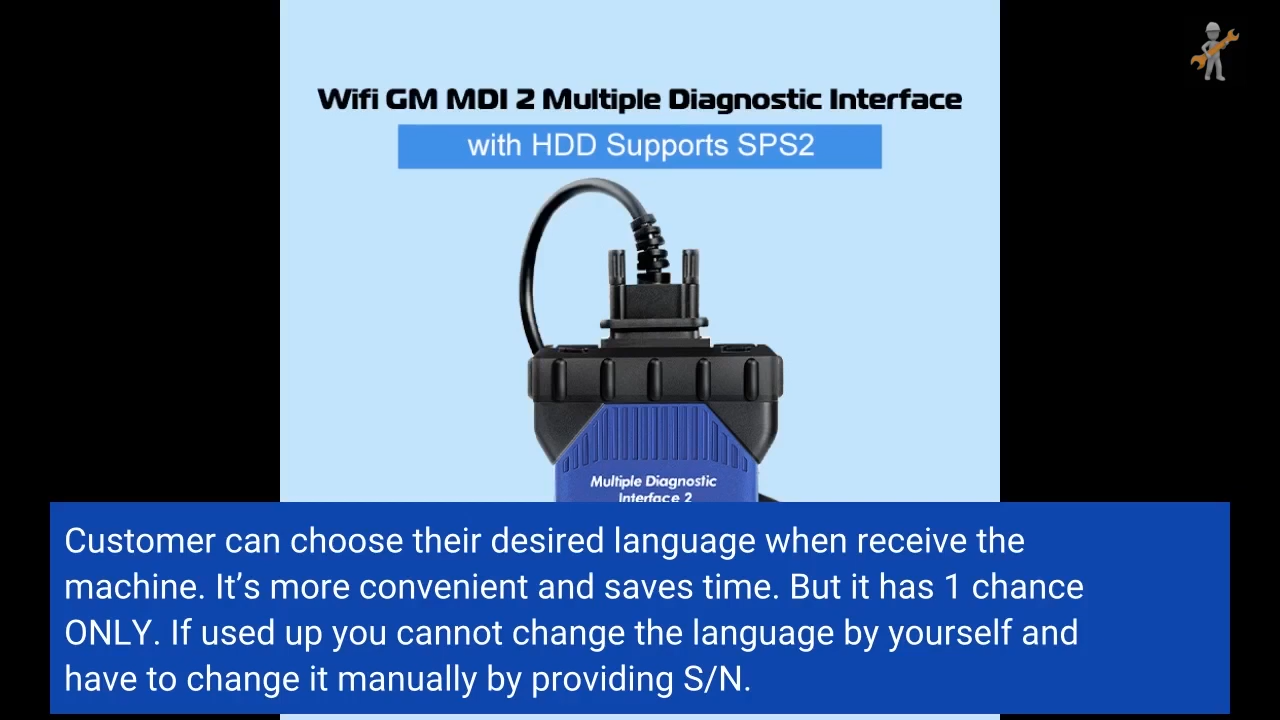 Wifi GM MDI 2 Multiple Diagnostic Interface
with HDD Supports SPS2
Multiple Diagnostic
Interface 2
Customer can choose their desired language when receive the
machine. It’s more convenient and saves time. But it has 1 chance
ONLY. If used up you cannot change the language by yourself and
have to change it manually by providing S/N.